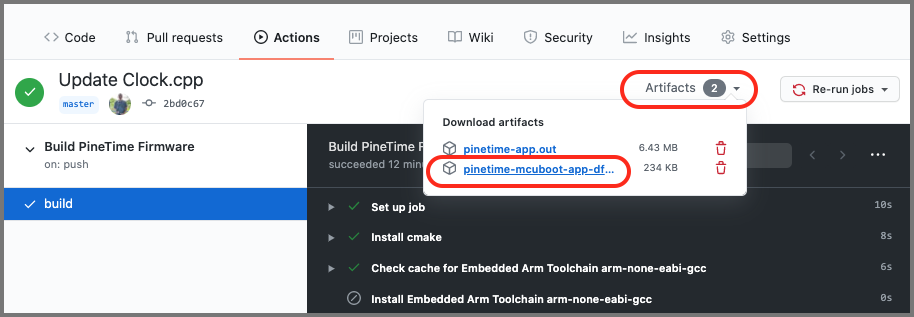 Code Pull requests Actions Projects Wiki Security Insights Settings
Update Clock.cpp
master 2bd0c67
Artifacts 2
Re-run jobs
Download artifacts
pinetime-app.out 6.43 MB
pinetime-mcuboot-app-df... 234 KB
Build PineTime Firmware
on: push
build
Build PineTime Fi
succeeded 12 min
Set up job 10s
Install cmake 8s
Check cache for Embedded Arm Toolchain arm-none-eabi-gcc 6s
Install Embedded Arm Toolchain arm-none-eabi-gcc 0s